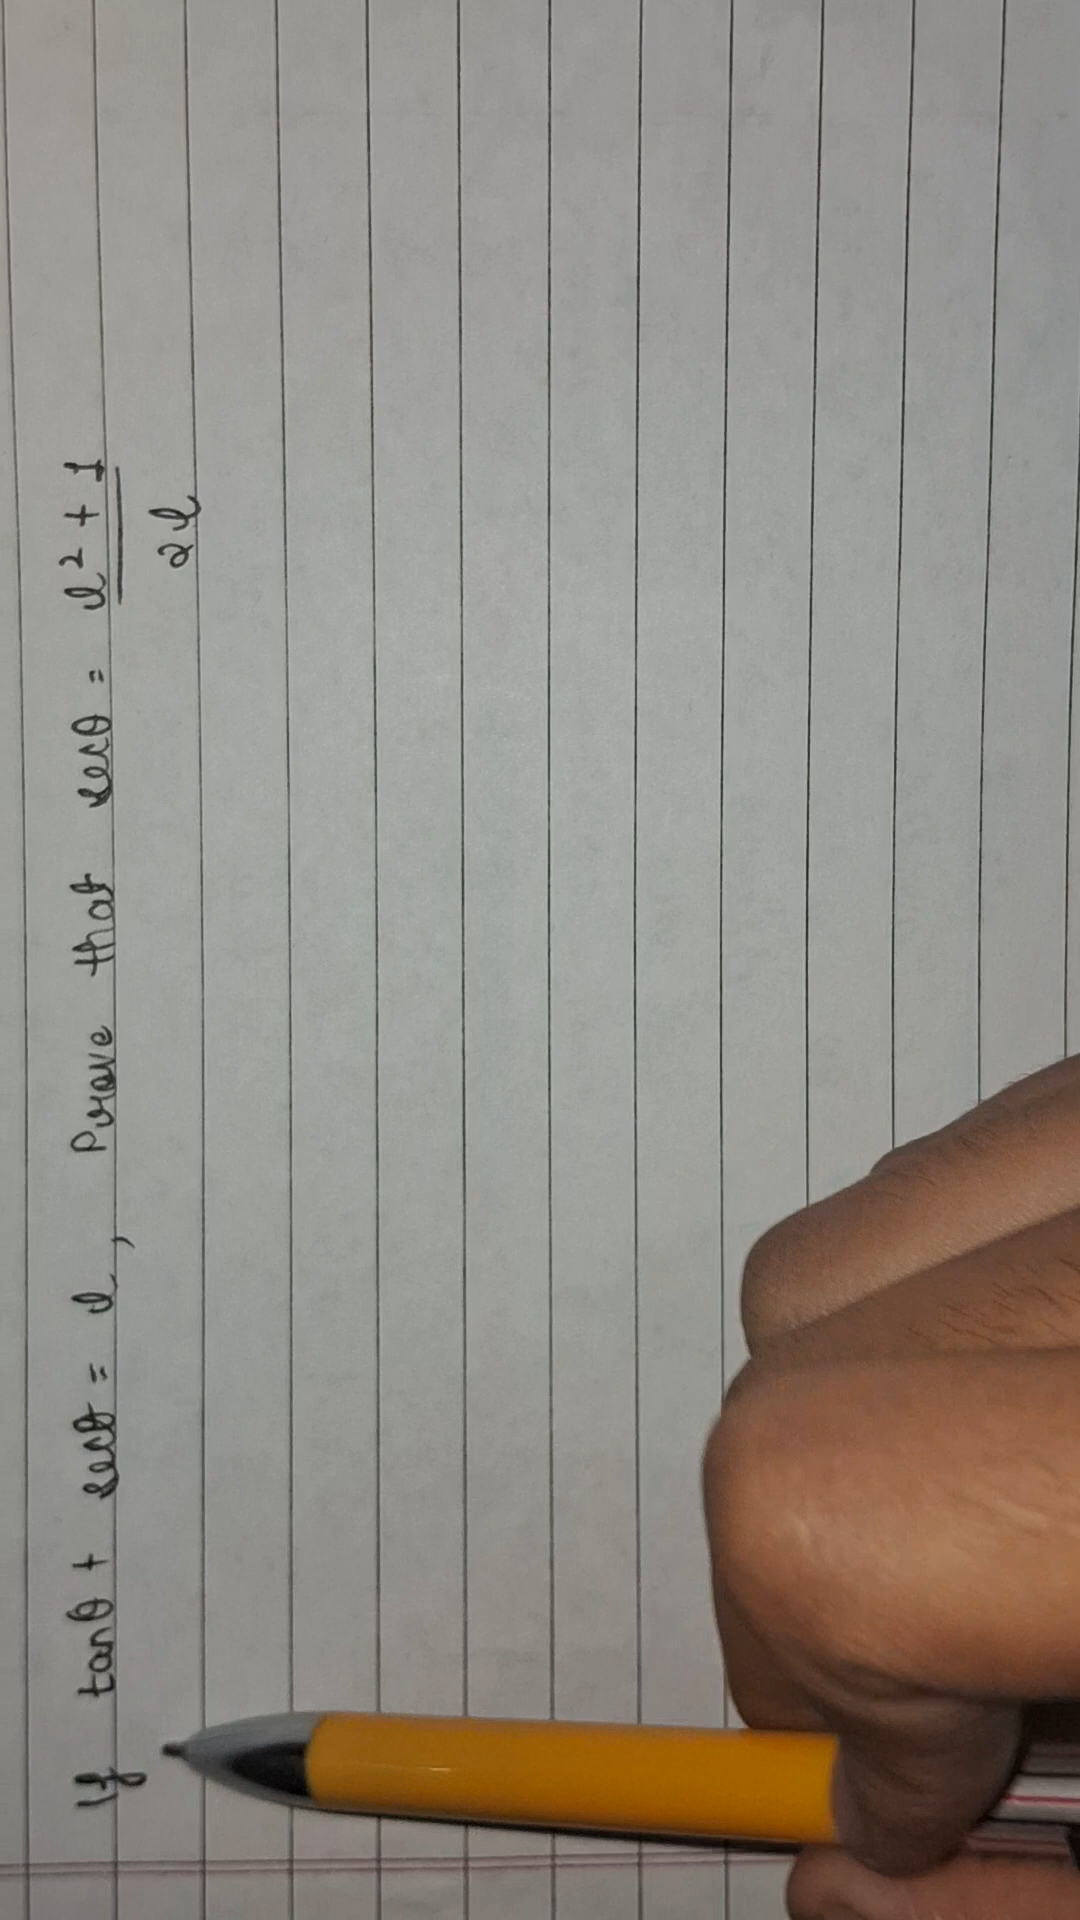 If tanθ + secθ = l, Prove that secθ = l² + 1
2l